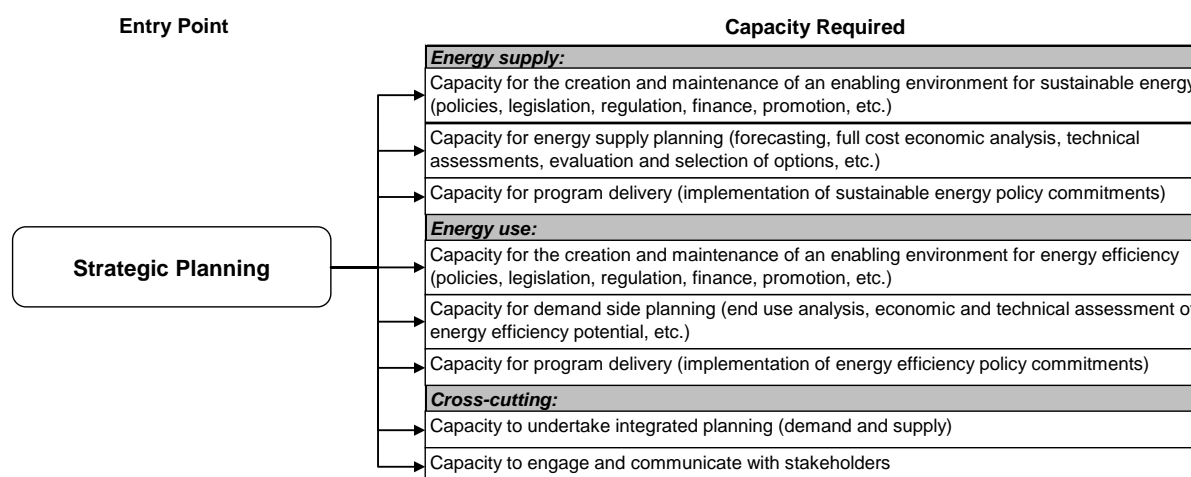 Entry Point
Capacity Required
Energy supply:
Capacity for the creation and maintenance of an enabling environment for sustainable energy
(policies, legislation, regulation, finance, promotion, etc.)
Capacity for energy supply planning (forecasting, full cost economic analysis, technical
assessments, evaluation and selection of options, etc.)
Capacity for program delivery (implementation of sustainable energy policy commitments)
Energy use:
Strategic Planning
Capacity for the creation and maintenance of an enabling environment for energy efficiency
(policies, legislation, regulation, finance, promotion, etc.)
Capacity for demand side planning (end use analysis, economic and technical assessment of
energy efficiency potential, etc.)
Capacity for program delivery (implementation of energy efficiency policy commitments)
Cross-cutting:
Capacity to undertake integrated planning (demand and supply)
Capacity to engage and communicate with stakeholders